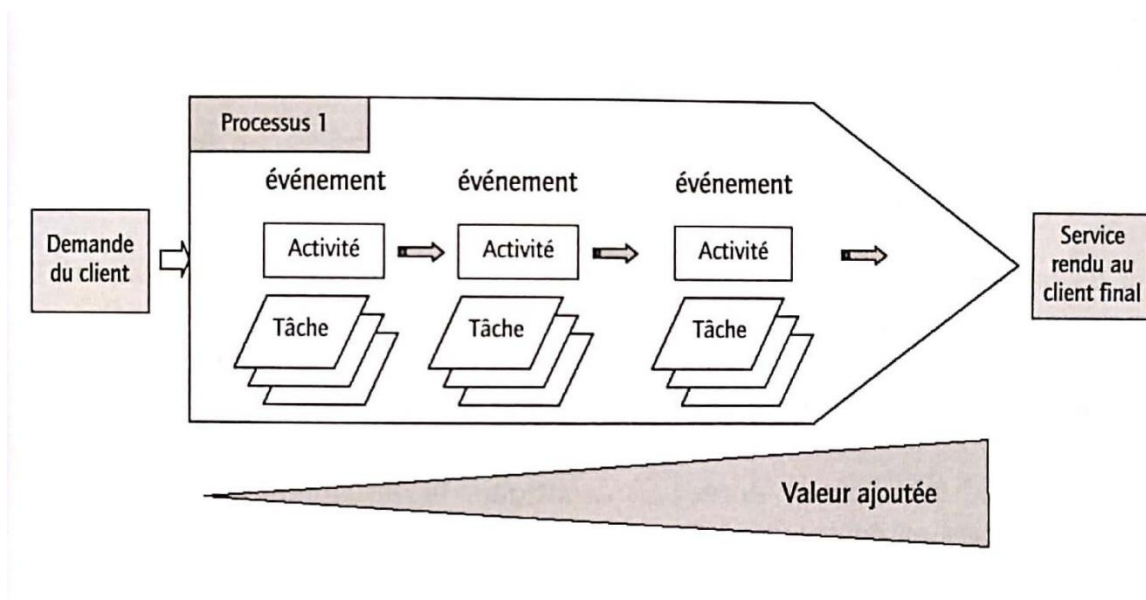 Processus 1
événement événement événement
Demande
du client
Activité Activité Activité
Service
rendu au
client final
Tâche Tâche Tâche
Valeur ajoutée